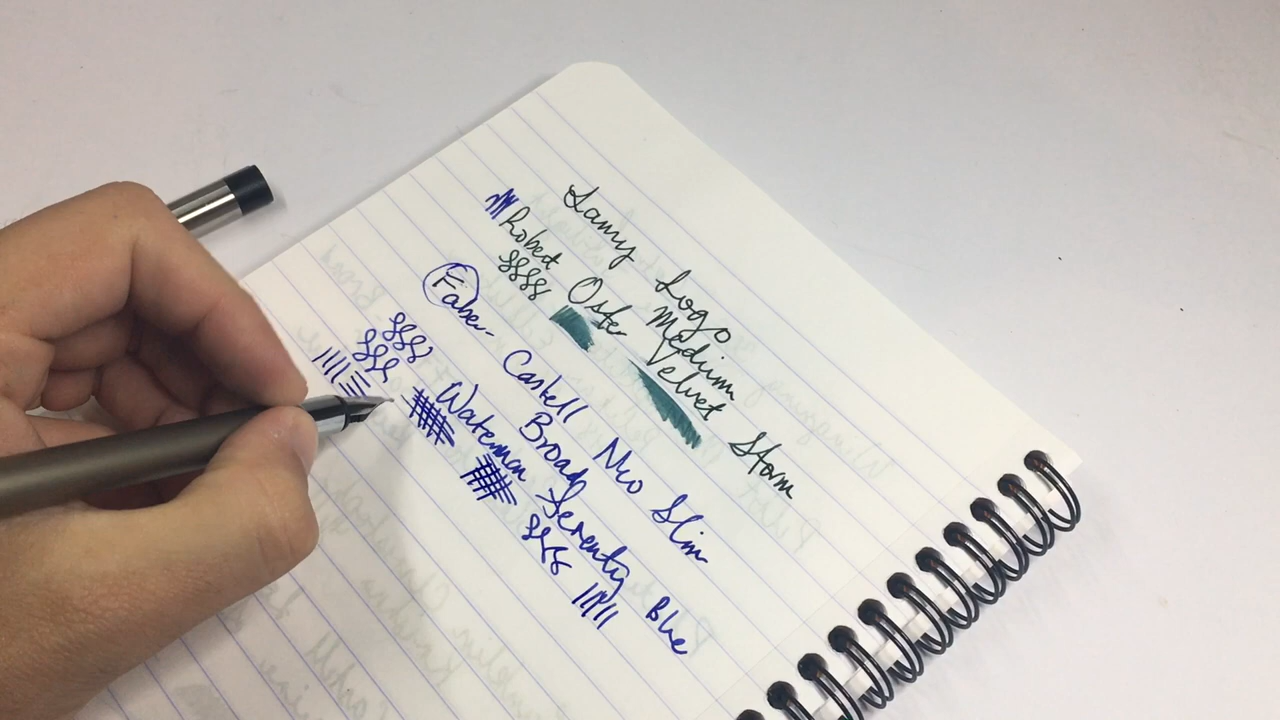 Lamy Logo
Medium
Robert Oster Velvet Storm
Faber-Castell Neo Slim
Broad
Waterman Serenity Blue